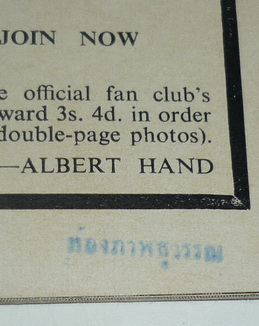 JOIN NOW
e official fan club's
ward 3s. 4d. in order
double-page photos).
—ALBERT HAND
ห้องภาพสุวรรณ